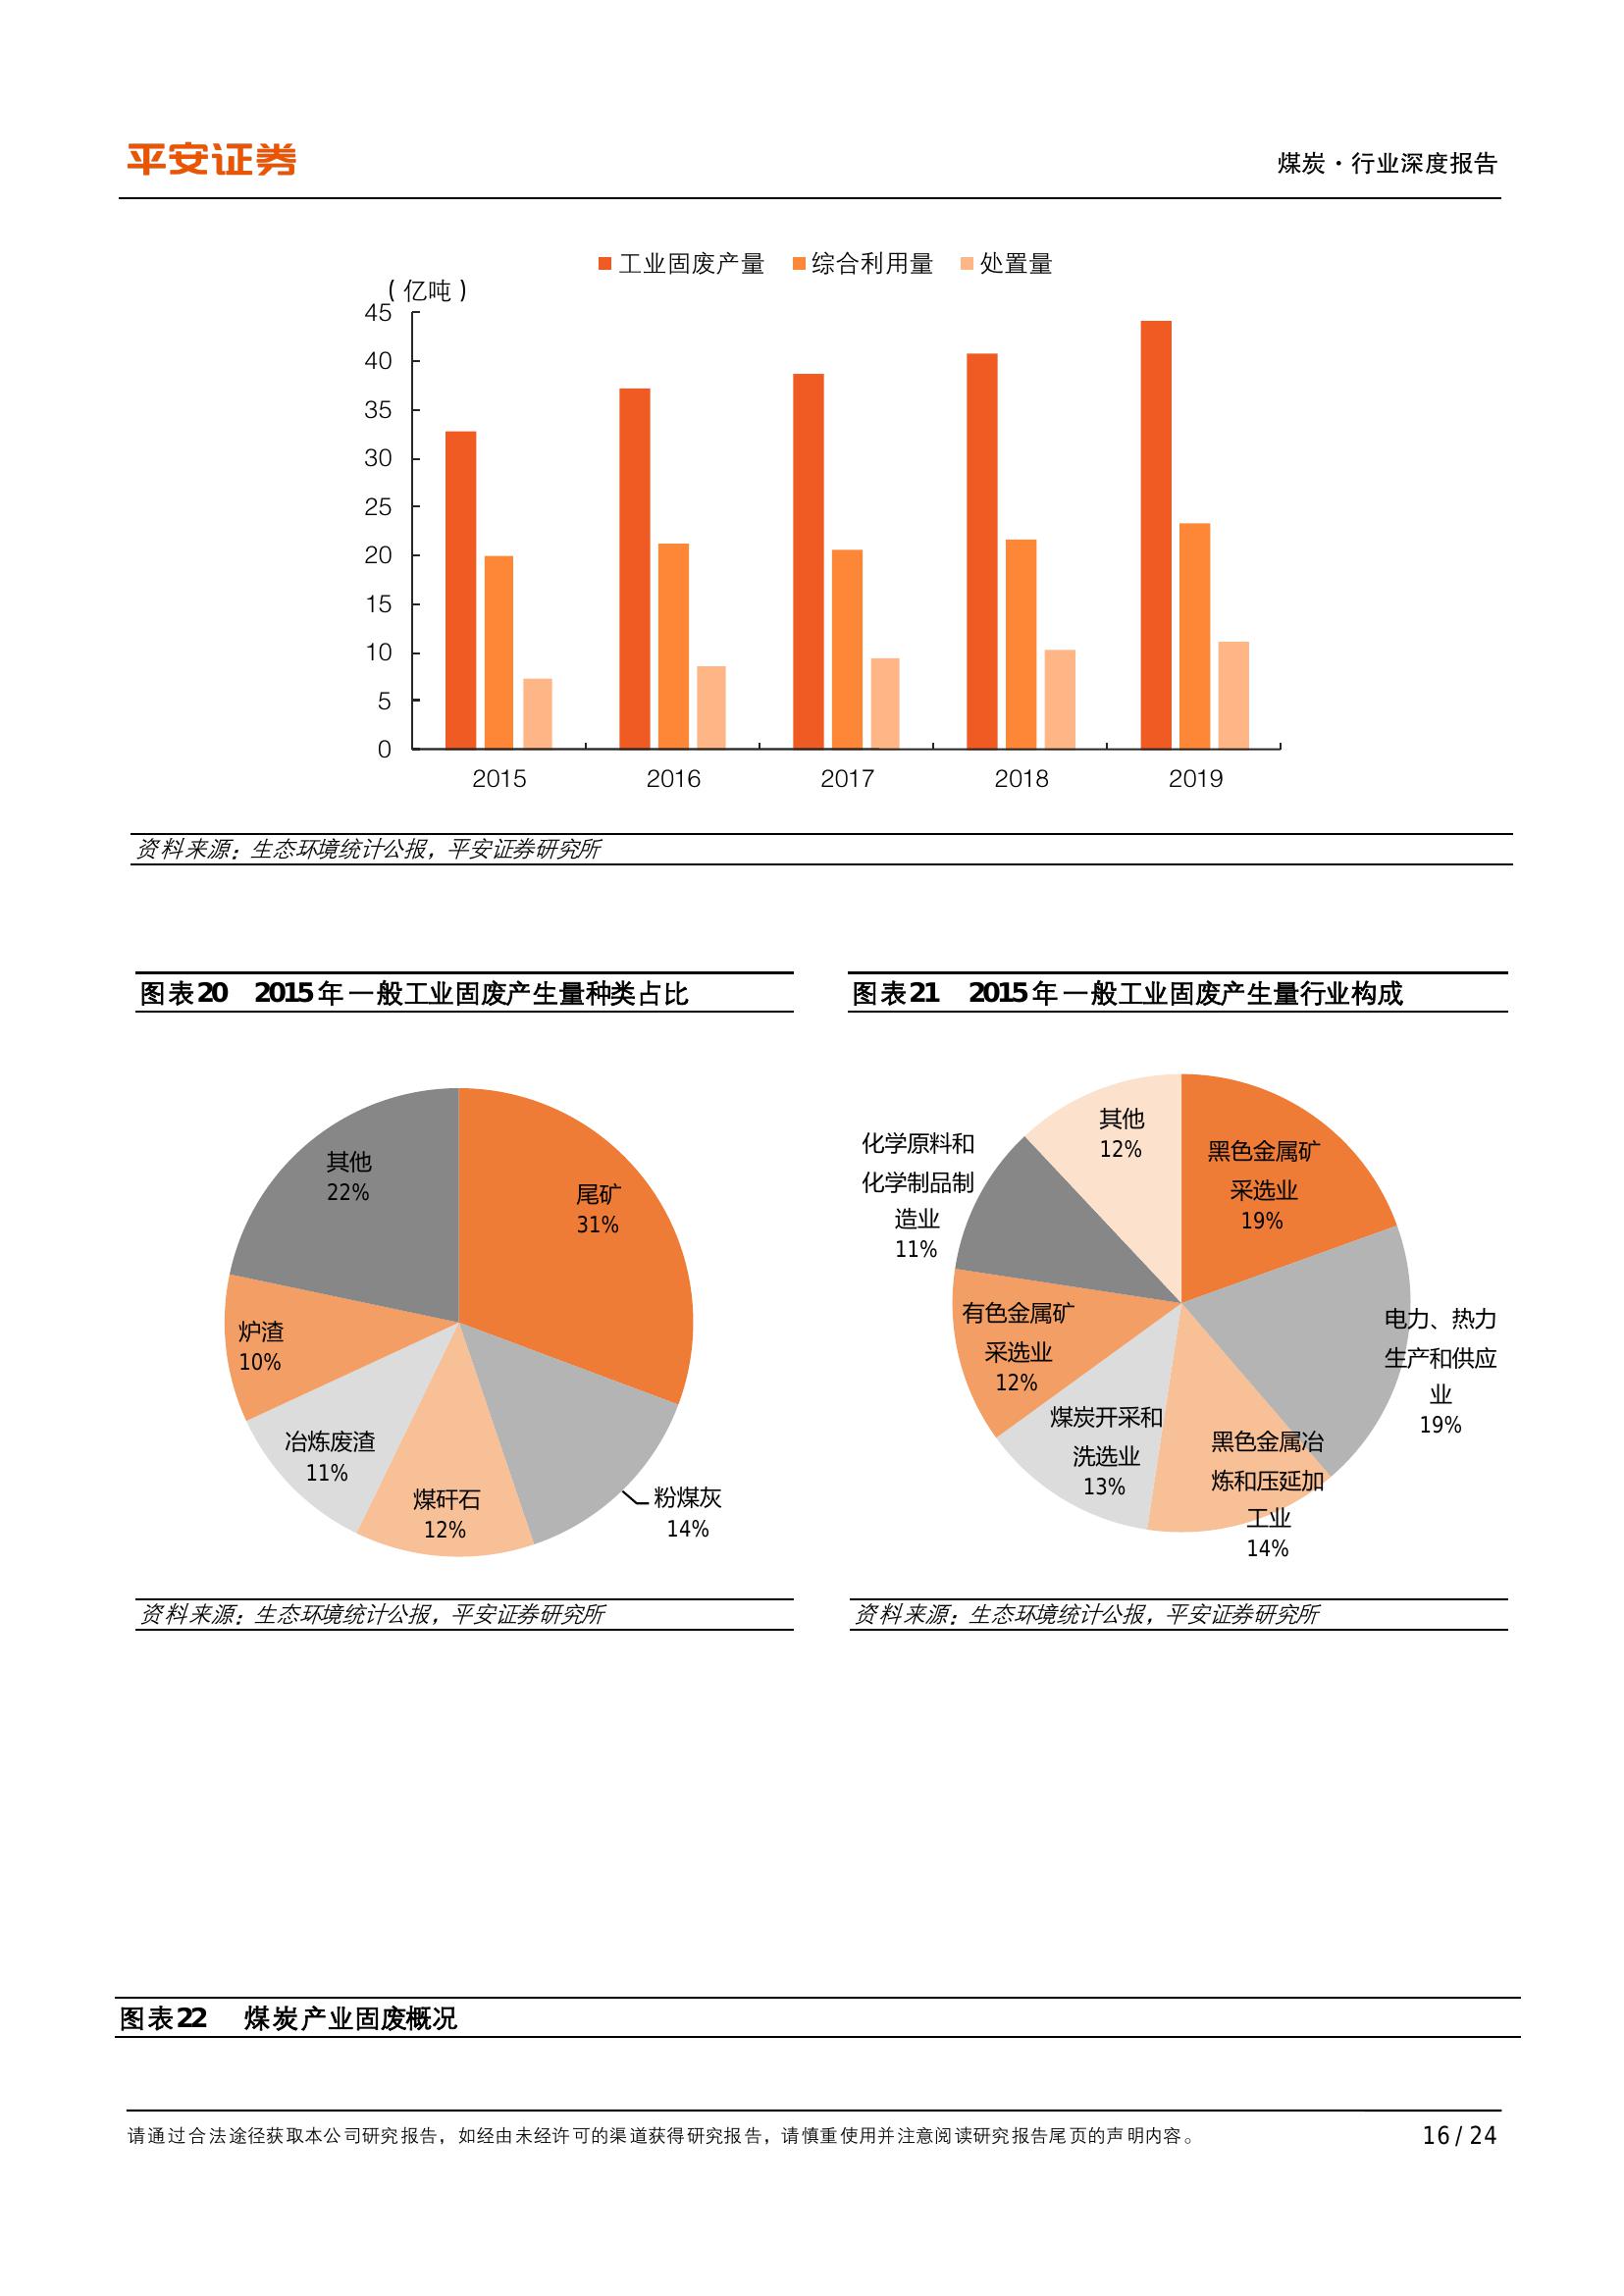 平安证券
煤炭·行业深度报告
工业固废产量 综合利用量 处置量
(亿吨)
45
40
35
30
25
20
15
10
5
0
2015 2016 2017 2018 2019
资料来源：生态环境统计公报，平安证券研究所
图表20 2015年一般工业固废产生量种类占比
其他
22%
尾矿
31%
炉渣
10%
冶炼废渣
11%
煤矸石
12%
粉煤灰
14%
资料来源：生态环境统计公报，平安证券研究所
图表21 2015年一般工业固废产生量行业构成
其他
12%
黑色金属矿
采选业
19%
化学原料和
化学制品制
造业
11%
有色金属矿
采选业
12%
电力、热力
生产和供应
业
19%
煤炭开采和
洗选业
13%
黑色金属冶
炼和压延加
工业
14%
资料来源：生态环境统计公报，平安证券研究所
图表22 煤炭产业固废概况
请通过合法途径获取本公司研究报告，如经由未经许可的渠道获得研究报告，请慎重使用并注意阅读研究报告尾页的声明内容。
16 / 24